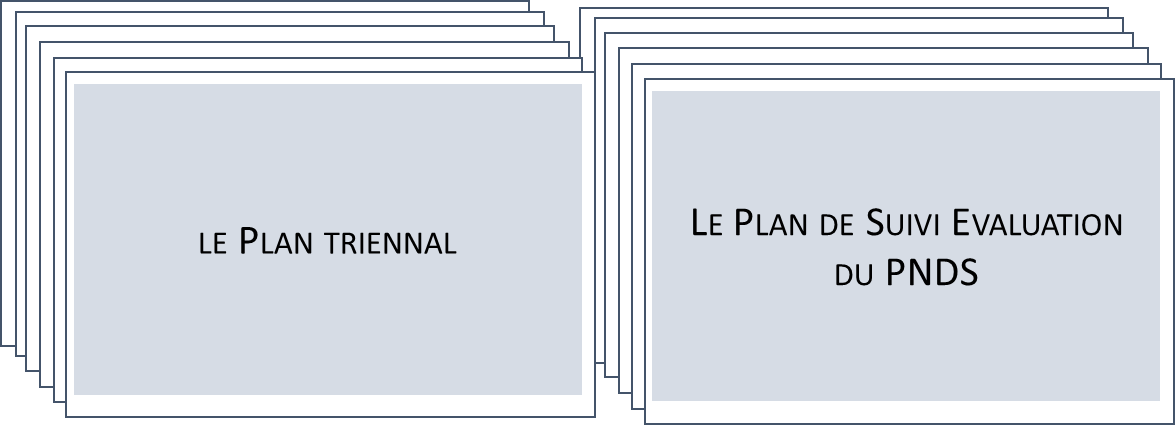 le Plan triennal
Le Plan de Suivi Evaluation
du PNDS